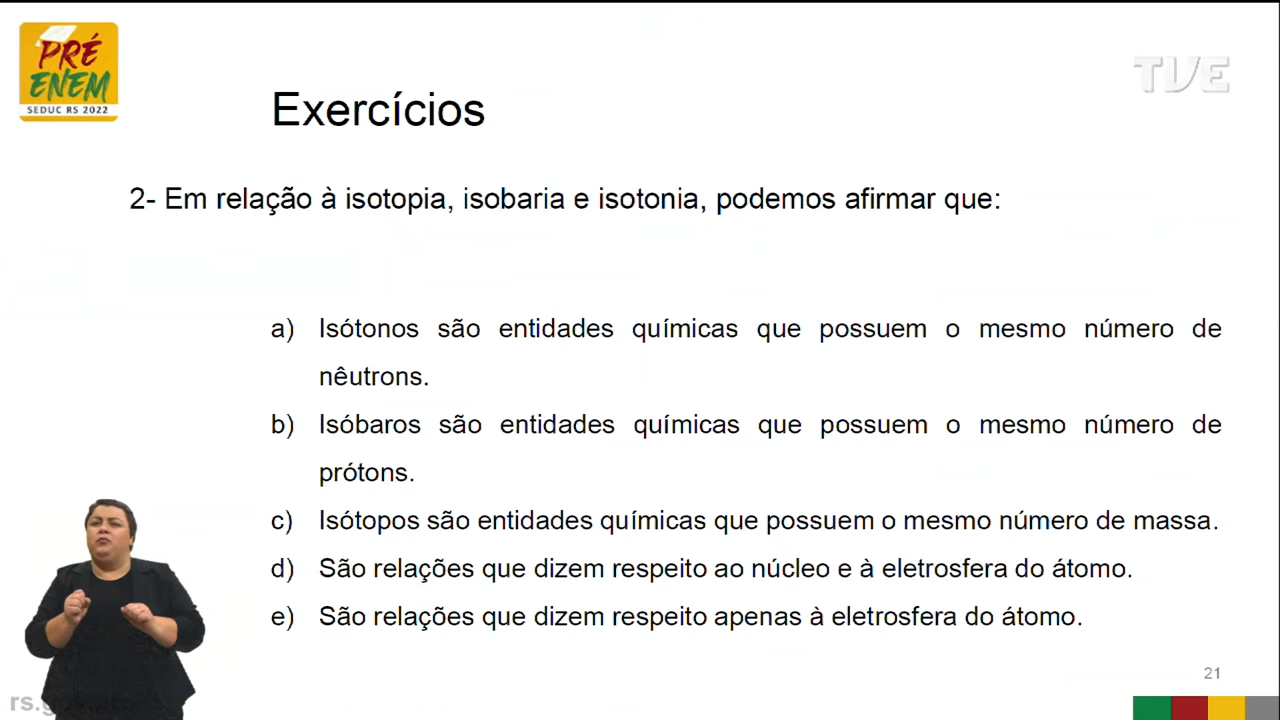 PRÉ
ENEM
SEDUC RS 2022
TVE
Exercícios
2- Em relação à isotopia, isobaria e isotonia, podemos afirmar que:
a) Isótonos são entidades químicas que possuem o mesmo número de
nêutrons.
b) Isóbaros são entidades químicas que possuem o mesmo número de
prótons.
c) Isótopos são entidades químicas que possuem o mesmo número de massa.
d) São relações que dizem respeito ao núcleo e à eletrosfera do átomo.
e) São relações que dizem respeito apenas à eletrosfera do átomo.
21